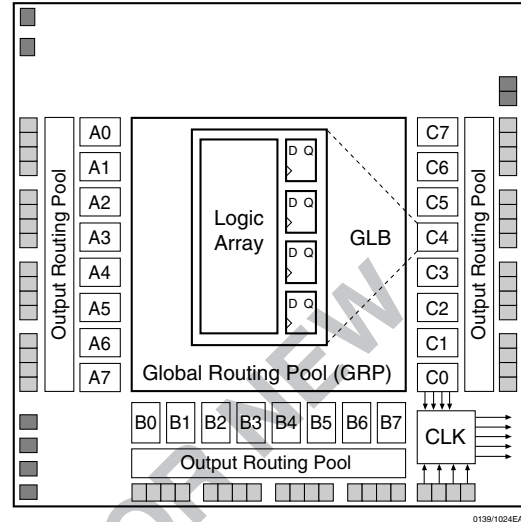 A0
A1
A2
A3
A4
A5
A6
A7
Output Routing Pool
Logic
Array
D Q
D Q
D Q
D Q
GLB
Global Routing Pool (GRP)
C7
C6
C5
C4
C3
C2
C1
C0
Output Routing Pool
B0 B1 B2 B3 B4 B5 B6 B7
Output Routing Pool
CLK
OR NEW
0139/1024EA